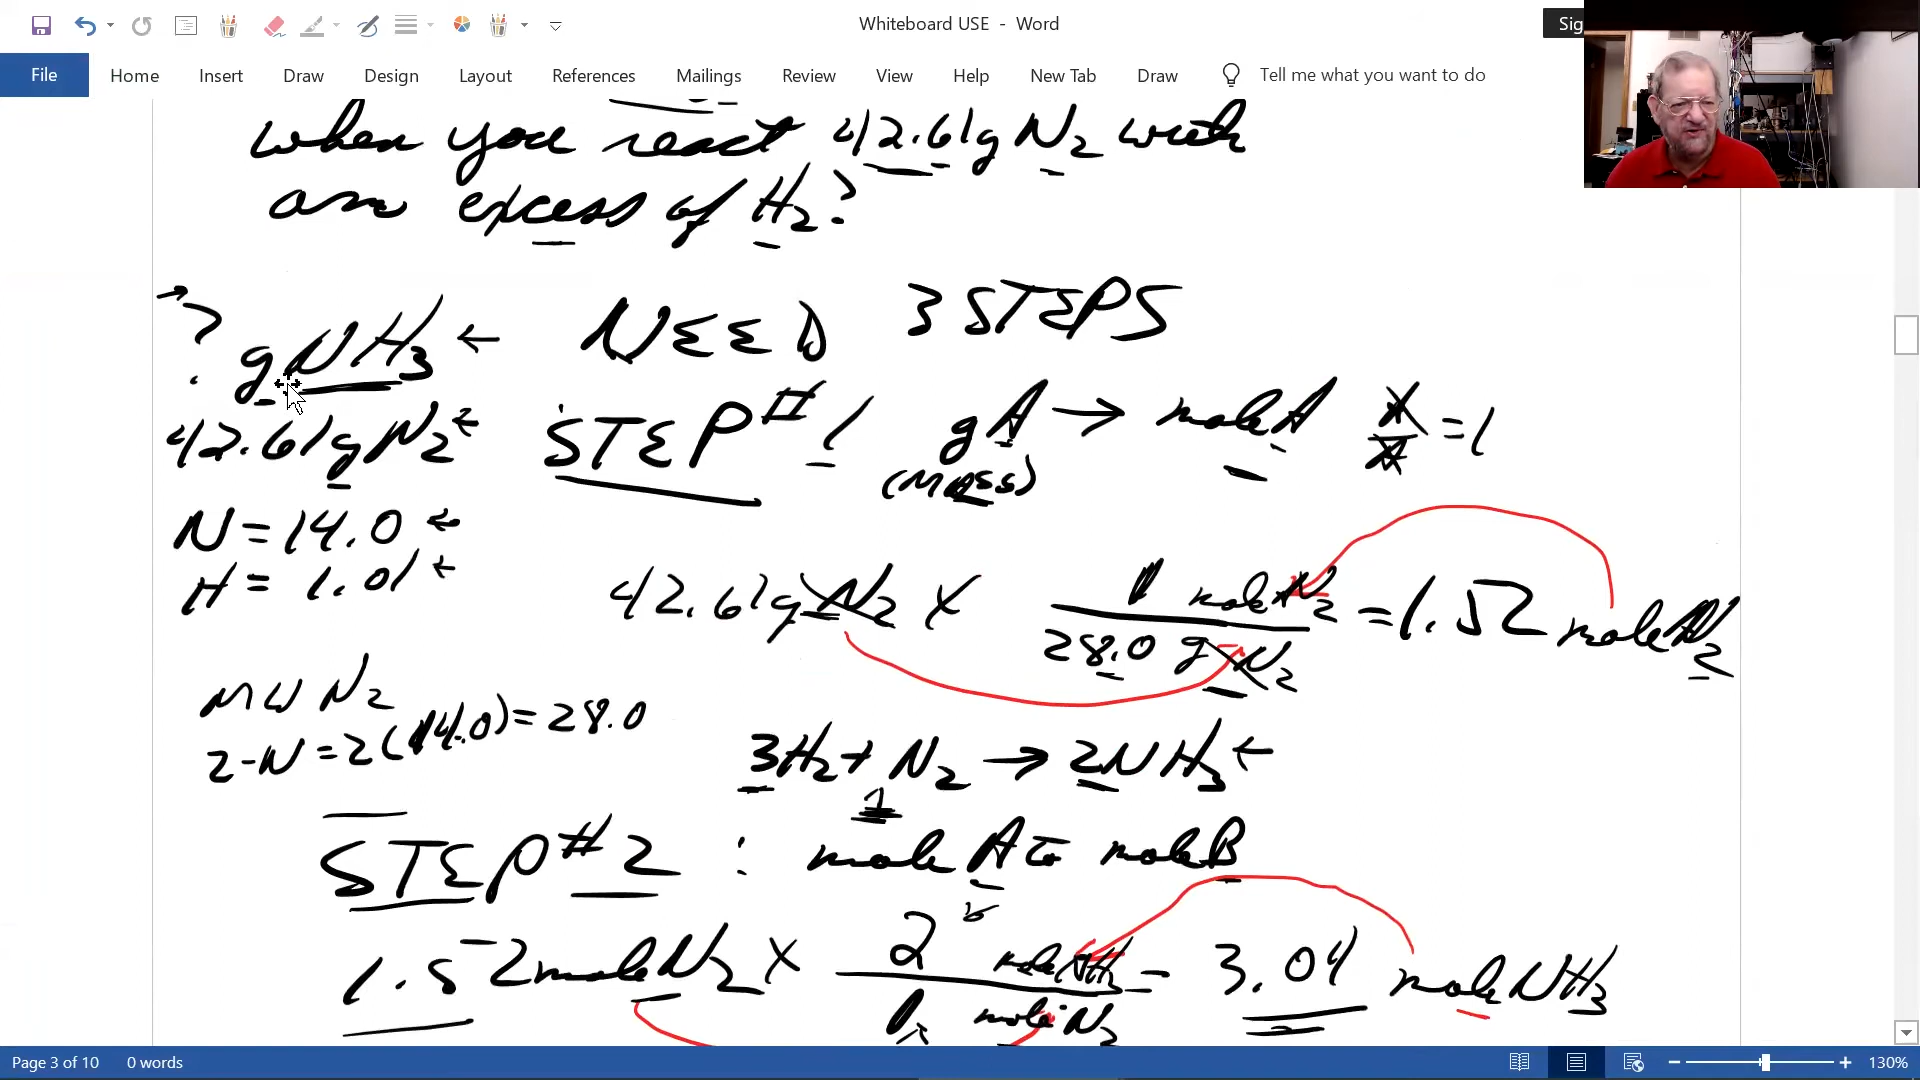 Whiteboard USE - Word
Sig
File Home Insert Draw Design Layout References Mailings Review View Help New Tab Draw Tell me what you want to do
when you react 42.61g N2 with
an excess of H2?
? g NH3 ← NEED 3 STEPS
42.61g N2 ← STEP #1 gA → mole A = 1
(MASS)
N = 14.0 ←
H = 1.01 ←
42.61g N2 x 1 mole N2 = 1.52 mole N2
28.0 g N2
MW N2
2-N = 2(14.0) = 28.0
3H2 + N2 → 2NH3 ←
1
STEP #2 : mole A to mole B
1.52 mole N2 x 2 mole NH3 = 3.04 mole NH3
1 mole N2
Page 3 of 10 0 words 130%